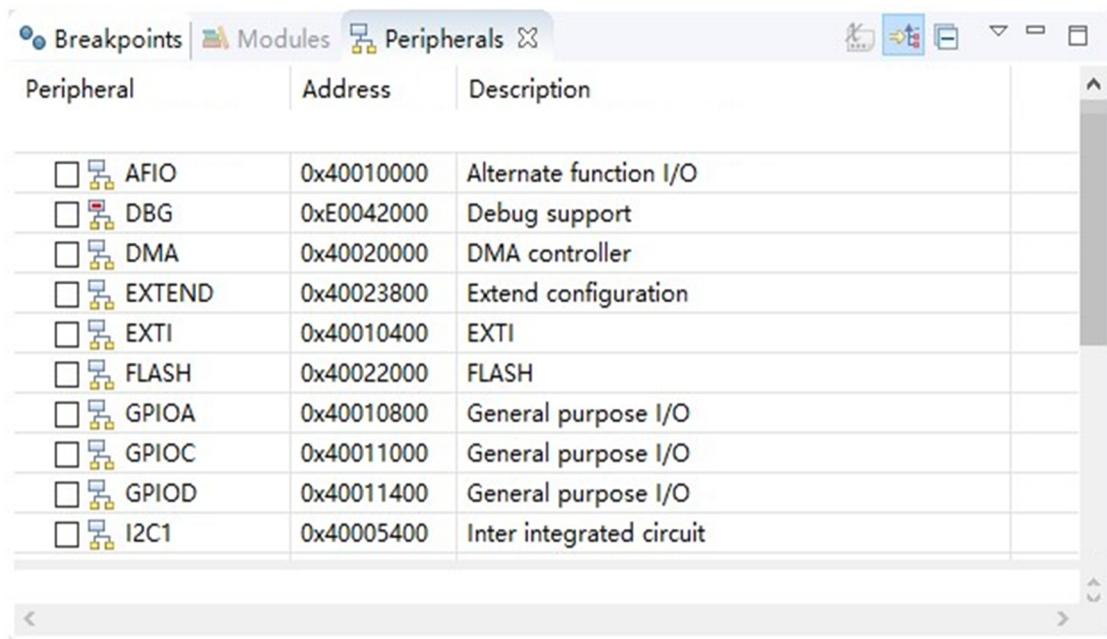 Breakpoints Modules Peripherals
Peripheral Address Description
AFIO 0x40010000 Alternate function I/O
DBG 0xE0042000 Debug support
DMA 0x40020000 DMA controller
EXTEND 0x40023800 Extend configuration
EXTI 0x40010400 EXTI
FLASH 0x40022000 FLASH
GPIOA 0x40010800 General purpose I/O
GPIOC 0x40011000 General purpose I/O
GPIOD 0x40011400 General purpose I/O
I2C1 0x40005400 Inter integrated circuit